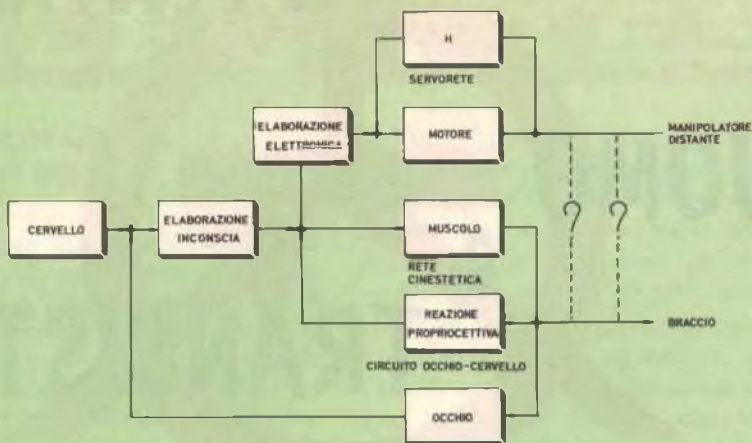 H
SERVORETE
ELABORAZIONE
ELETTRONICA
MOTORE
MANIPOLATORE
DISTANTE
CERVELLO
ELABORAZIONE
INCONSCIA
MUSCOLO
RETE
CINESTETICA
?
?
REAZIONE
PROPRIOCETTIVA
BRACCIO
CIRCUITO OCCHIO-CERVELLO
OCCHIO